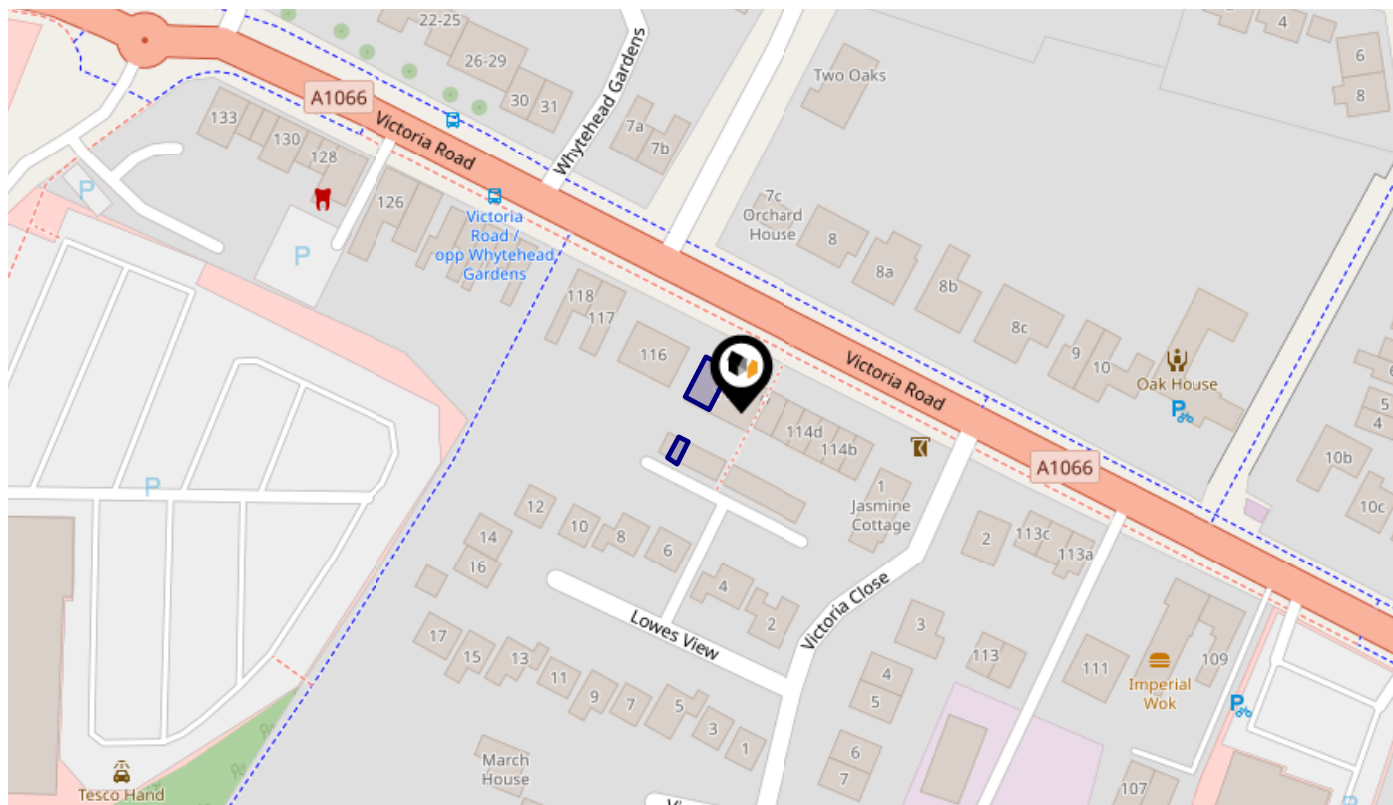 22-25
26-29
30
31
4
6
8
Two Oaks
A1066
133
130
128
Victoria Road
Whytehead Gardens
7a
7b
P
126
P
Victoria
Road /
opp Whytehead
Gardens
7c
Orchard
House
8
8a
8b
8c
9
10
Oak House
P
118
117
116
Victoria Road
114d
114b
A1066
5
4
10b
10c
P
1
Jasmine
Cottage
12
10
8
6
14
16
2
113c
113a
4
2
Lowes View
Victoria Close
17
15
13
11
9
7
5
3
1
3
4
5
6
7
113
111
109
Imperial
Wok
P
March
House
107
P
Tesco Hand